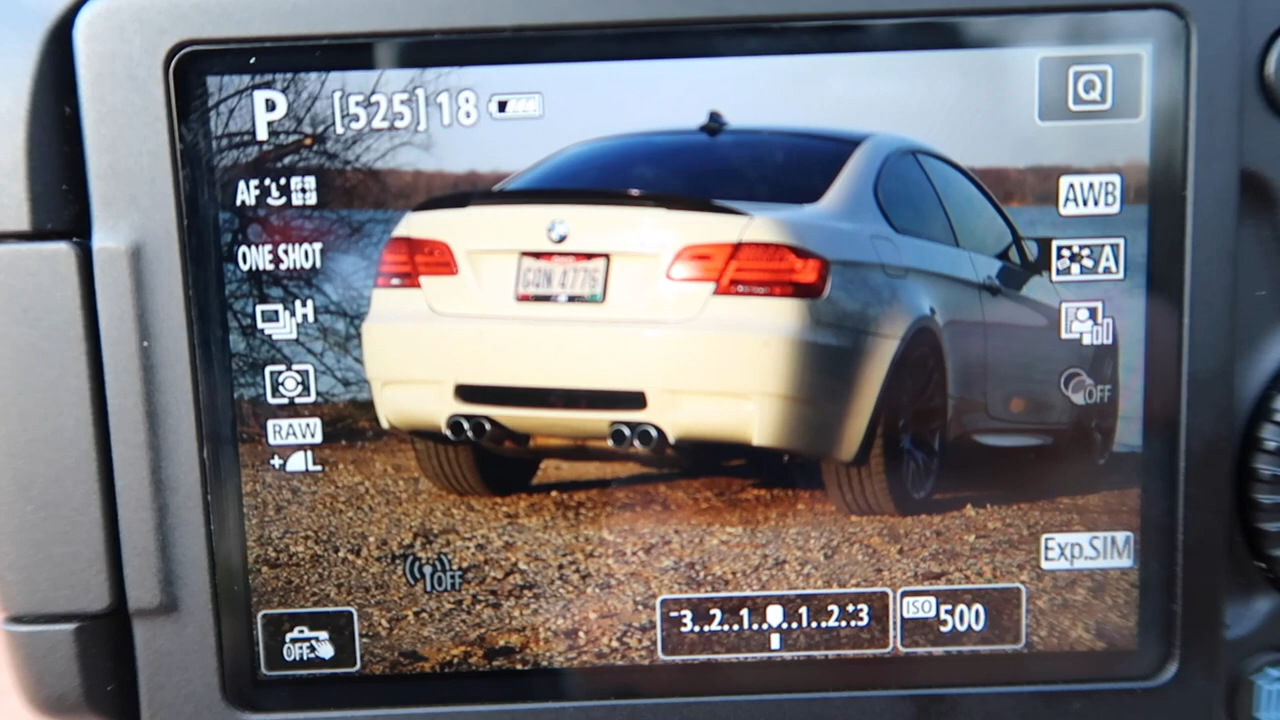 P [525] 18
Q
AF
AWB
ONE SHOT
A
H
OFF
RAW
+L
GQN 4776
Exp.SIM
OFF
-3..2..1..0..1..2..+3
ISO 500
OFF